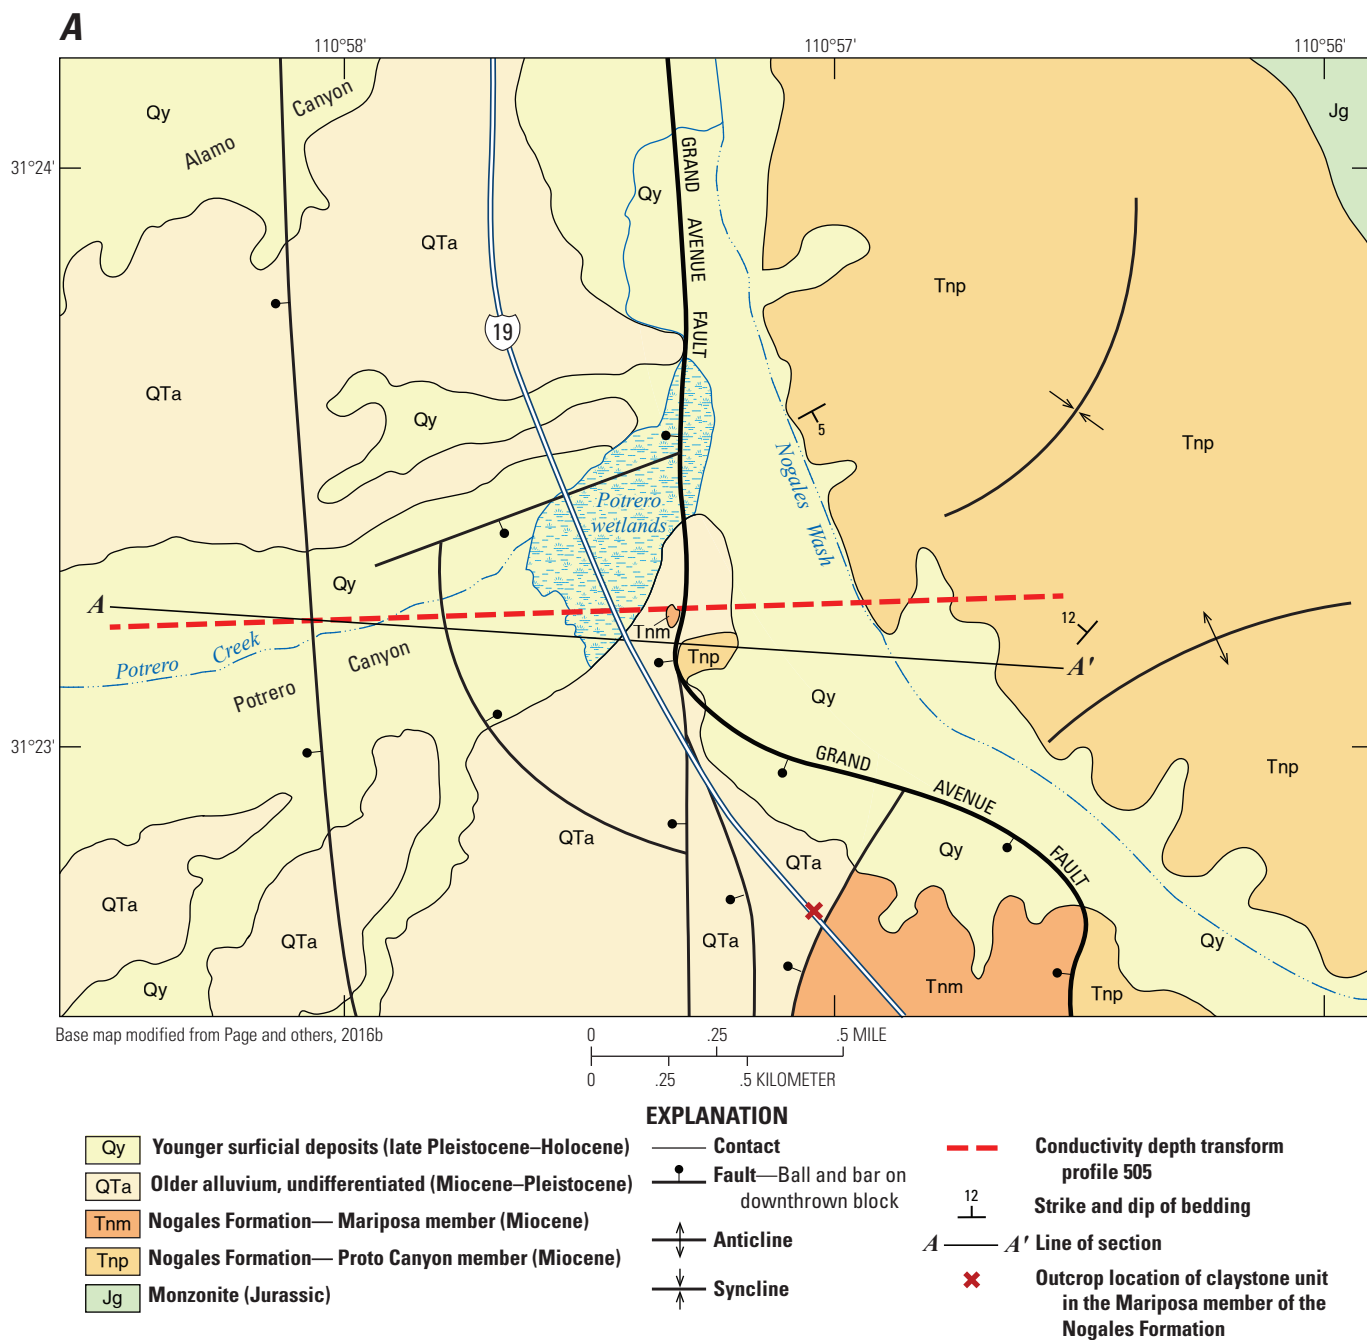 A
110°58'
110°57'
110°56'
31°24'
31°23'
Qy
Alamo
Canyon
QTa
QTa
19
Qy
GRAND
AVENUE
FAULT
Qy
Tnp
Jg
Tnp
5
Nogales
Wash
Potrero
wetlands
Qy
A
Potrero
Creek
Potrero
Canyon
Tnm
Tnp
12
A'
Qy
GRAND
AVENUE
FAULT
Tnp
QTa
QTa
Qy
QTa
QTa
Qy
QTa
Tnm
Tnp
Qy
Base map modified from Page and others, 2016b
0
.25
.5 MILE
0
.25
.5 KILOMETER
EXPLANATION
Qy Younger surficial deposits (late Pleistocene–Holocene)
QTa Older alluvium, undifferentiated (Miocene–Pleistocene)
Tnm Nogales Formation— Mariposa member (Miocene)
Tnp Nogales Formation— Proto Canyon member (Miocene)
Jg Monzonite (Jurassic)
Contact
Fault—Ball and bar on
downthrown block
Anticline
Syncline
Conductivity depth transform
profile 505
12
Strike and dip of bedding
A A' Line of section
Outcrop location of claystone unit
in the Mariposa member of the
Nogales Formation